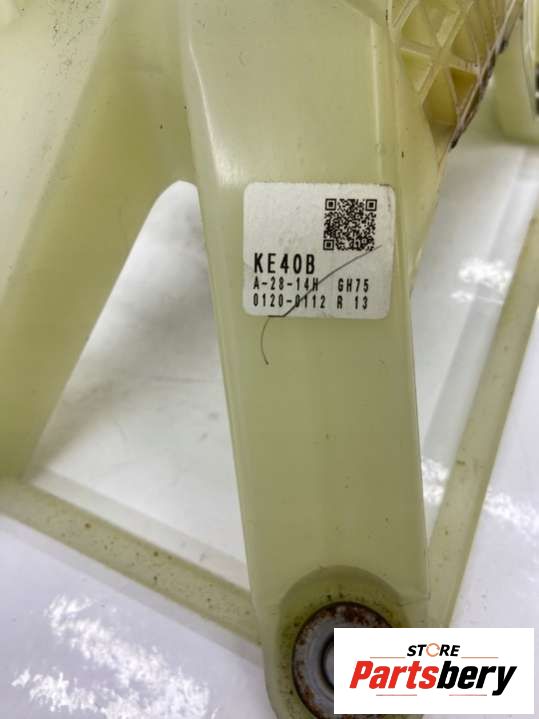 KE40B
A-28-14H GH75
0120-0112 R 13
STORE
Partsbery